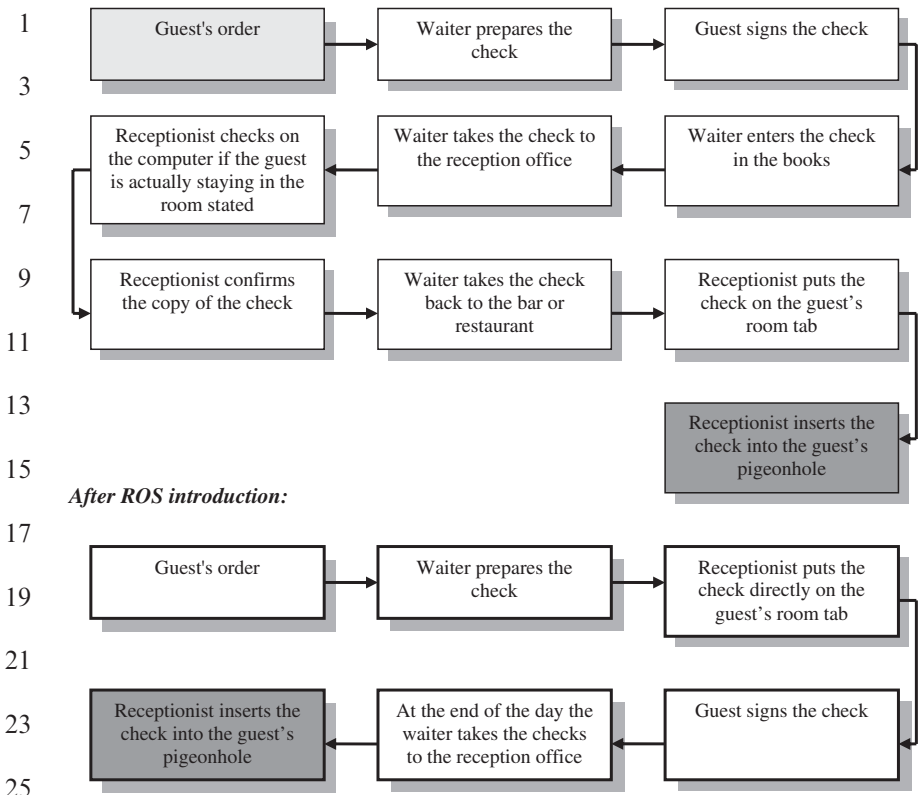 1
Guest's order
Waiter prepares the
check
Guest signs the check
3
5
Receptionist checks on
the computer if the guest
is actually staying in the
room stated
Waiter takes the check to
the reception office
Waiter enters the check
in the books
7
9
Receptionist confirms
the copy of the check
Waiter takes the check
back to the bar or
restaurant
Receptionist puts the
check on the guest's
room tab
11
13
Receptionist inserts the
check into the guest's
pigeonhole
15
After ROS introduction:
17
Guest's order
Waiter prepares the
check
Receptionist puts the
check directly on the
guest's room tab
19
21
23
Receptionist inserts the
check into the guest's
pigeonhole
At the end of the day the
waiter takes the checks
to the reception office
Guest signs the check
25